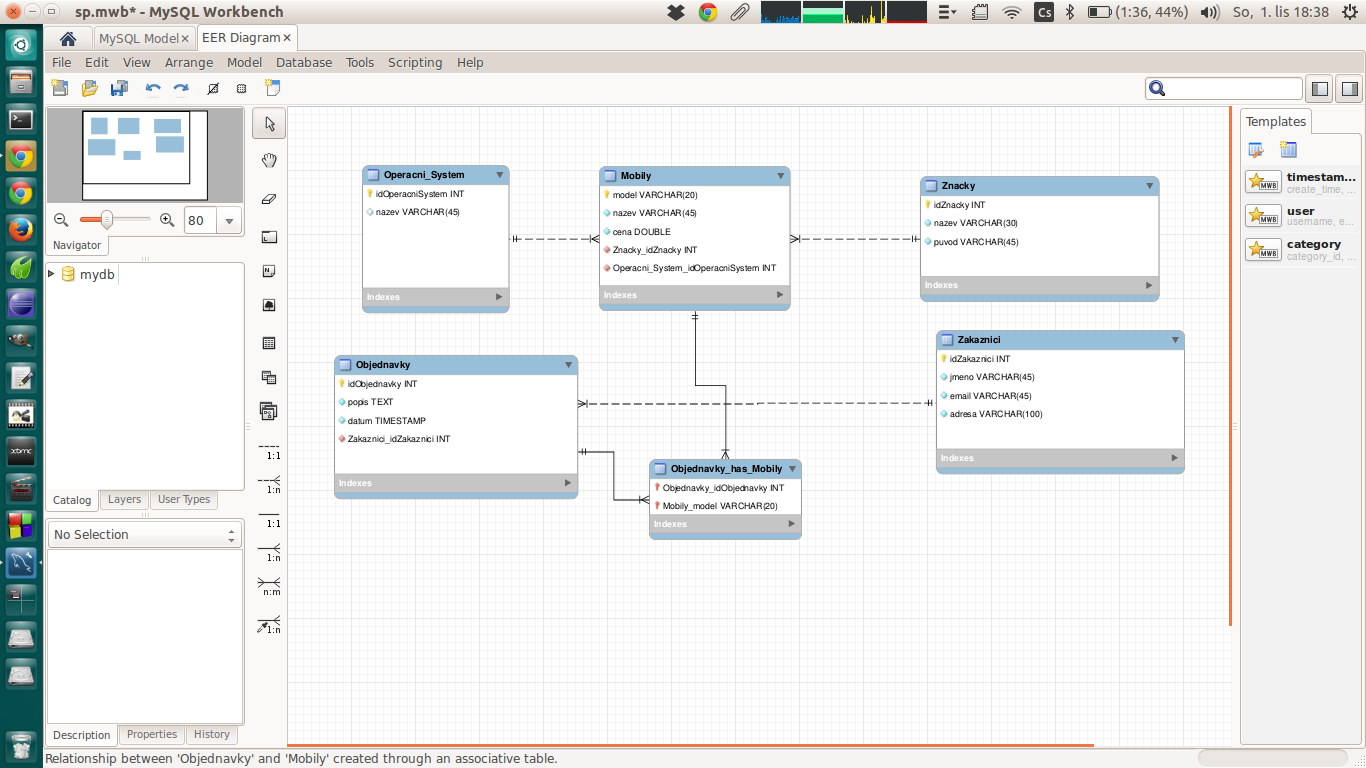 sp.mwb* - MySQL Workbench
Cs
(1:36, 44%)
So, 1. lis 18:38
MySQL Model×
EER Diagram×
File Edit View Arrange Model Database Tools Scripting Help
80
Navigator
mydb
Catalog Layers User Types
No Selection
Description Properties History
1:1
1:n
1:1
1:n
n:m
1:n
Operacni_System
idOperacniSystem INT
nazev VARCHAR(45)
Indexes
Mobily
model VARCHAR(20)
nazev VARCHAR(45)
cena DOUBLE
Znacky_idZnacky INT
Operacni_System_idOperacniSystem INT
Indexes
Znacky
idZnacky INT
nazev VARCHAR(30)
puvod VARCHAR(45)
Indexes
Objednavky
idObjednavky INT
popis TEXT
datum TIMESTAMP
Zakaznici_idZakaznici INT
Indexes
Zakaznici
idZakaznici INT
jmeno VARCHAR(45)
email VARCHAR(45)
adresa VARCHAR(100)
Indexes
Objednavky_has_Mobily
Objednavky_idObjednavky INT
Mobily_model VARCHAR(20)
Indexes
Templates
MWB
timestam...
create_time, ...
MWB
user
username, e...
MWB
category
category_id, ...
Relationship between 'Objednavky' and 'Mobily' created through an associative table.